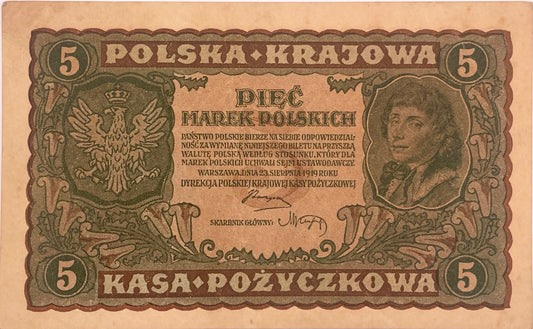 POLSKA·KRAJOWA
5 5
PIĘĆ
MAREK POLSKICH
PAŃSTWO POLSKIE BIERZE NA SIEBIE ODPOWIEDZIAL-
NOŚĆ ZA WYMIANĘ NINIEJSZEGO BILETU NA PRZYSZŁĄ
WALUTĘ POLSKĄ WEDŁUG STOSUNKU, KTÓRY DLA
MAREK POLSKICH UCHWALI SEJM USTAWODAWCZY
WARSZAWA, DNIA 23 SIERPNIA 1919 ROKU
DYREKCJA POLSKIEJ KRAJOWEJ KASY POŻYCZKOWEJ
SKARBNIK GŁÓWNY:
5 5
KASA·POŻYCZKOWA